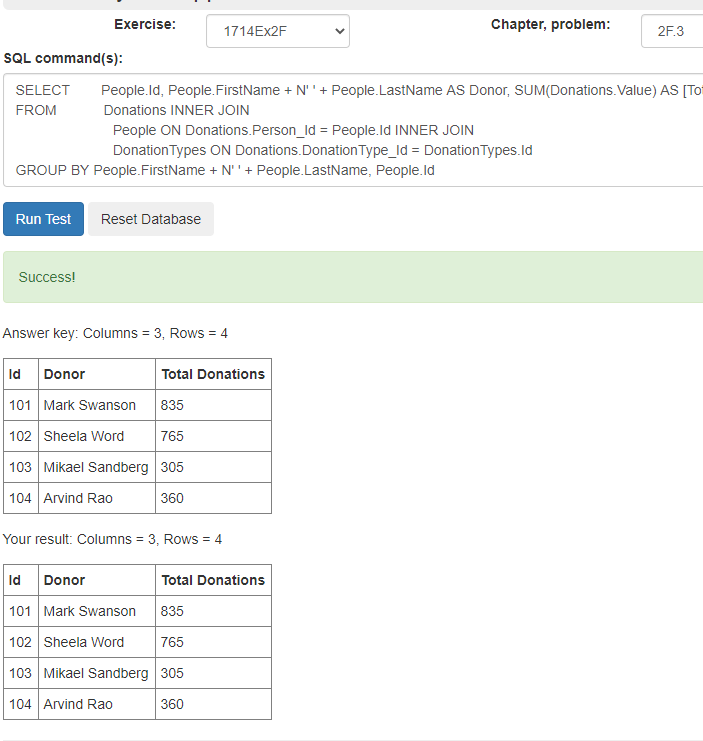 Exercise: 1714Ex2F Chapter, problem: 2F.3
SQL command(s):
SELECT People.Id, People.FirstName + N' ' + People.LastName AS Donor, SUM(Donations.Value) AS [Tot
FROM Donations INNER JOIN
People ON Donations.Person_Id = People.Id INNER JOIN
DonationTypes ON Donations.DonationType_Id = DonationTypes.Id
GROUP BY People.FirstName + N' ' + People.LastName, People.Id
Run Test Reset Database
Success!
Answer key: Columns = 3, Rows = 4
Id Donor Total Donations
101 Mark Swanson 835
102 Sheela Word 765
103 Mikael Sandberg 305
104 Arvind Rao 360
Your result: Columns = 3, Rows = 4
Id Donor Total Donations
101 Mark Swanson 835
102 Sheela Word 765
103 Mikael Sandberg 305
104 Arvind Rao 360